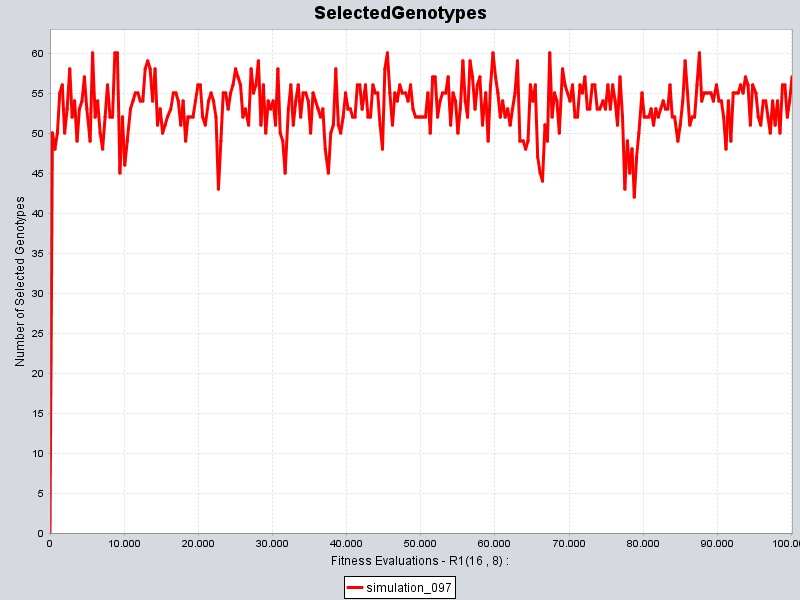 SelectedGenotypes
Number of Selected Genotypes
60
55
50
45
40
35
30
25
20
15
10
5
0
0 10.000 20.000 30.000 40.000 50.000 60.000 70.000 80.000 90.000 100.0
Fitness Evaluations - R1(16 , 8) :
simulation_097